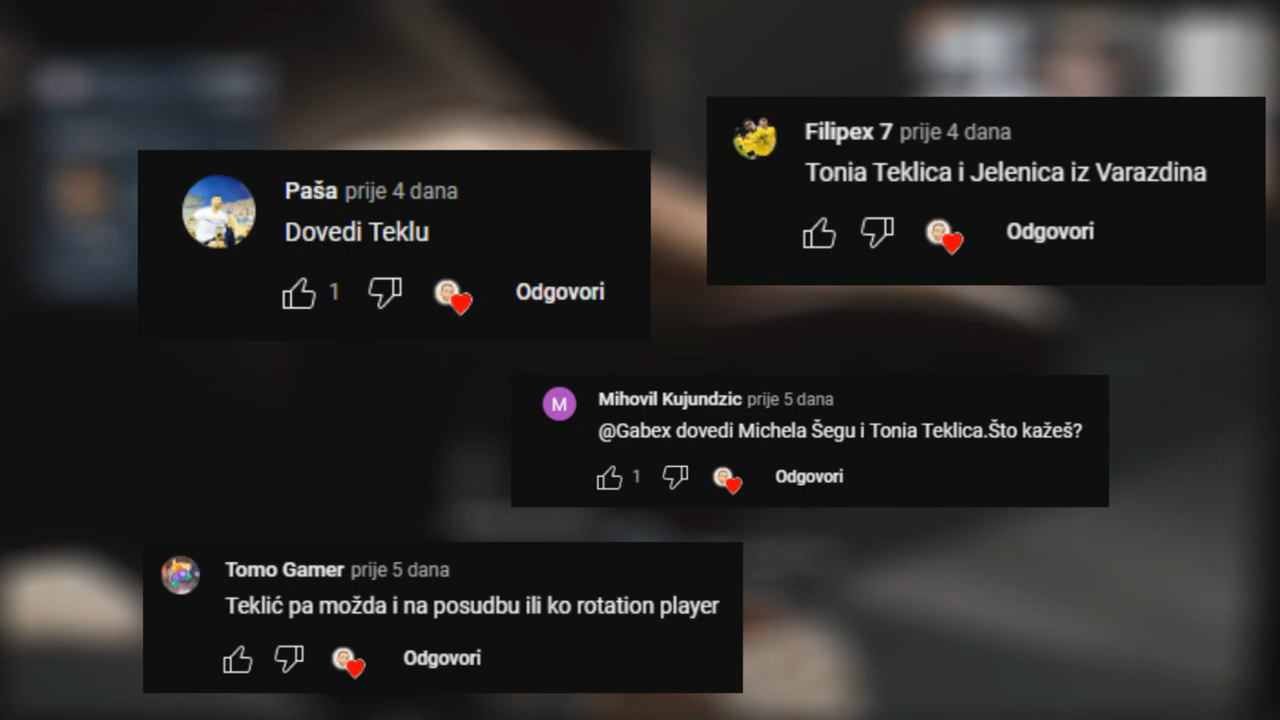 Paša prije 4 dana
Dovedi Teklu
1 Odgovori
Filipex 7 prije 4 dana
Tonia Teklica i Jelenica iz Varazdina
Odgovori
M
Mihovil Kujundzic prije 5 dana
@Gabex dovedi Michela Šegu i Tonia Teklica.Što kažeš?
1 Odgovori
Tomo Gamer prije 5 dana
Teklić pa možda i na posudbu ili ko rotation player
Odgovori